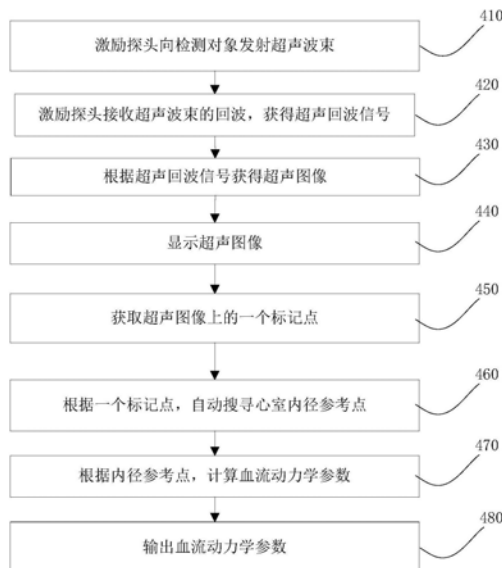 激励探头向检测对象发射超声波束
410
激励探头接收超声波束的回波，获得超声回波信号
420
根据超声回波信号获得超声图像
430
显示超声图像
440
获取超声图像上的一个标记点
450
根据一个标记点，自动搜寻心室内径参考点
460
根据内径参考点，计算血流动力学参数
470
输出血流动力学参数
480